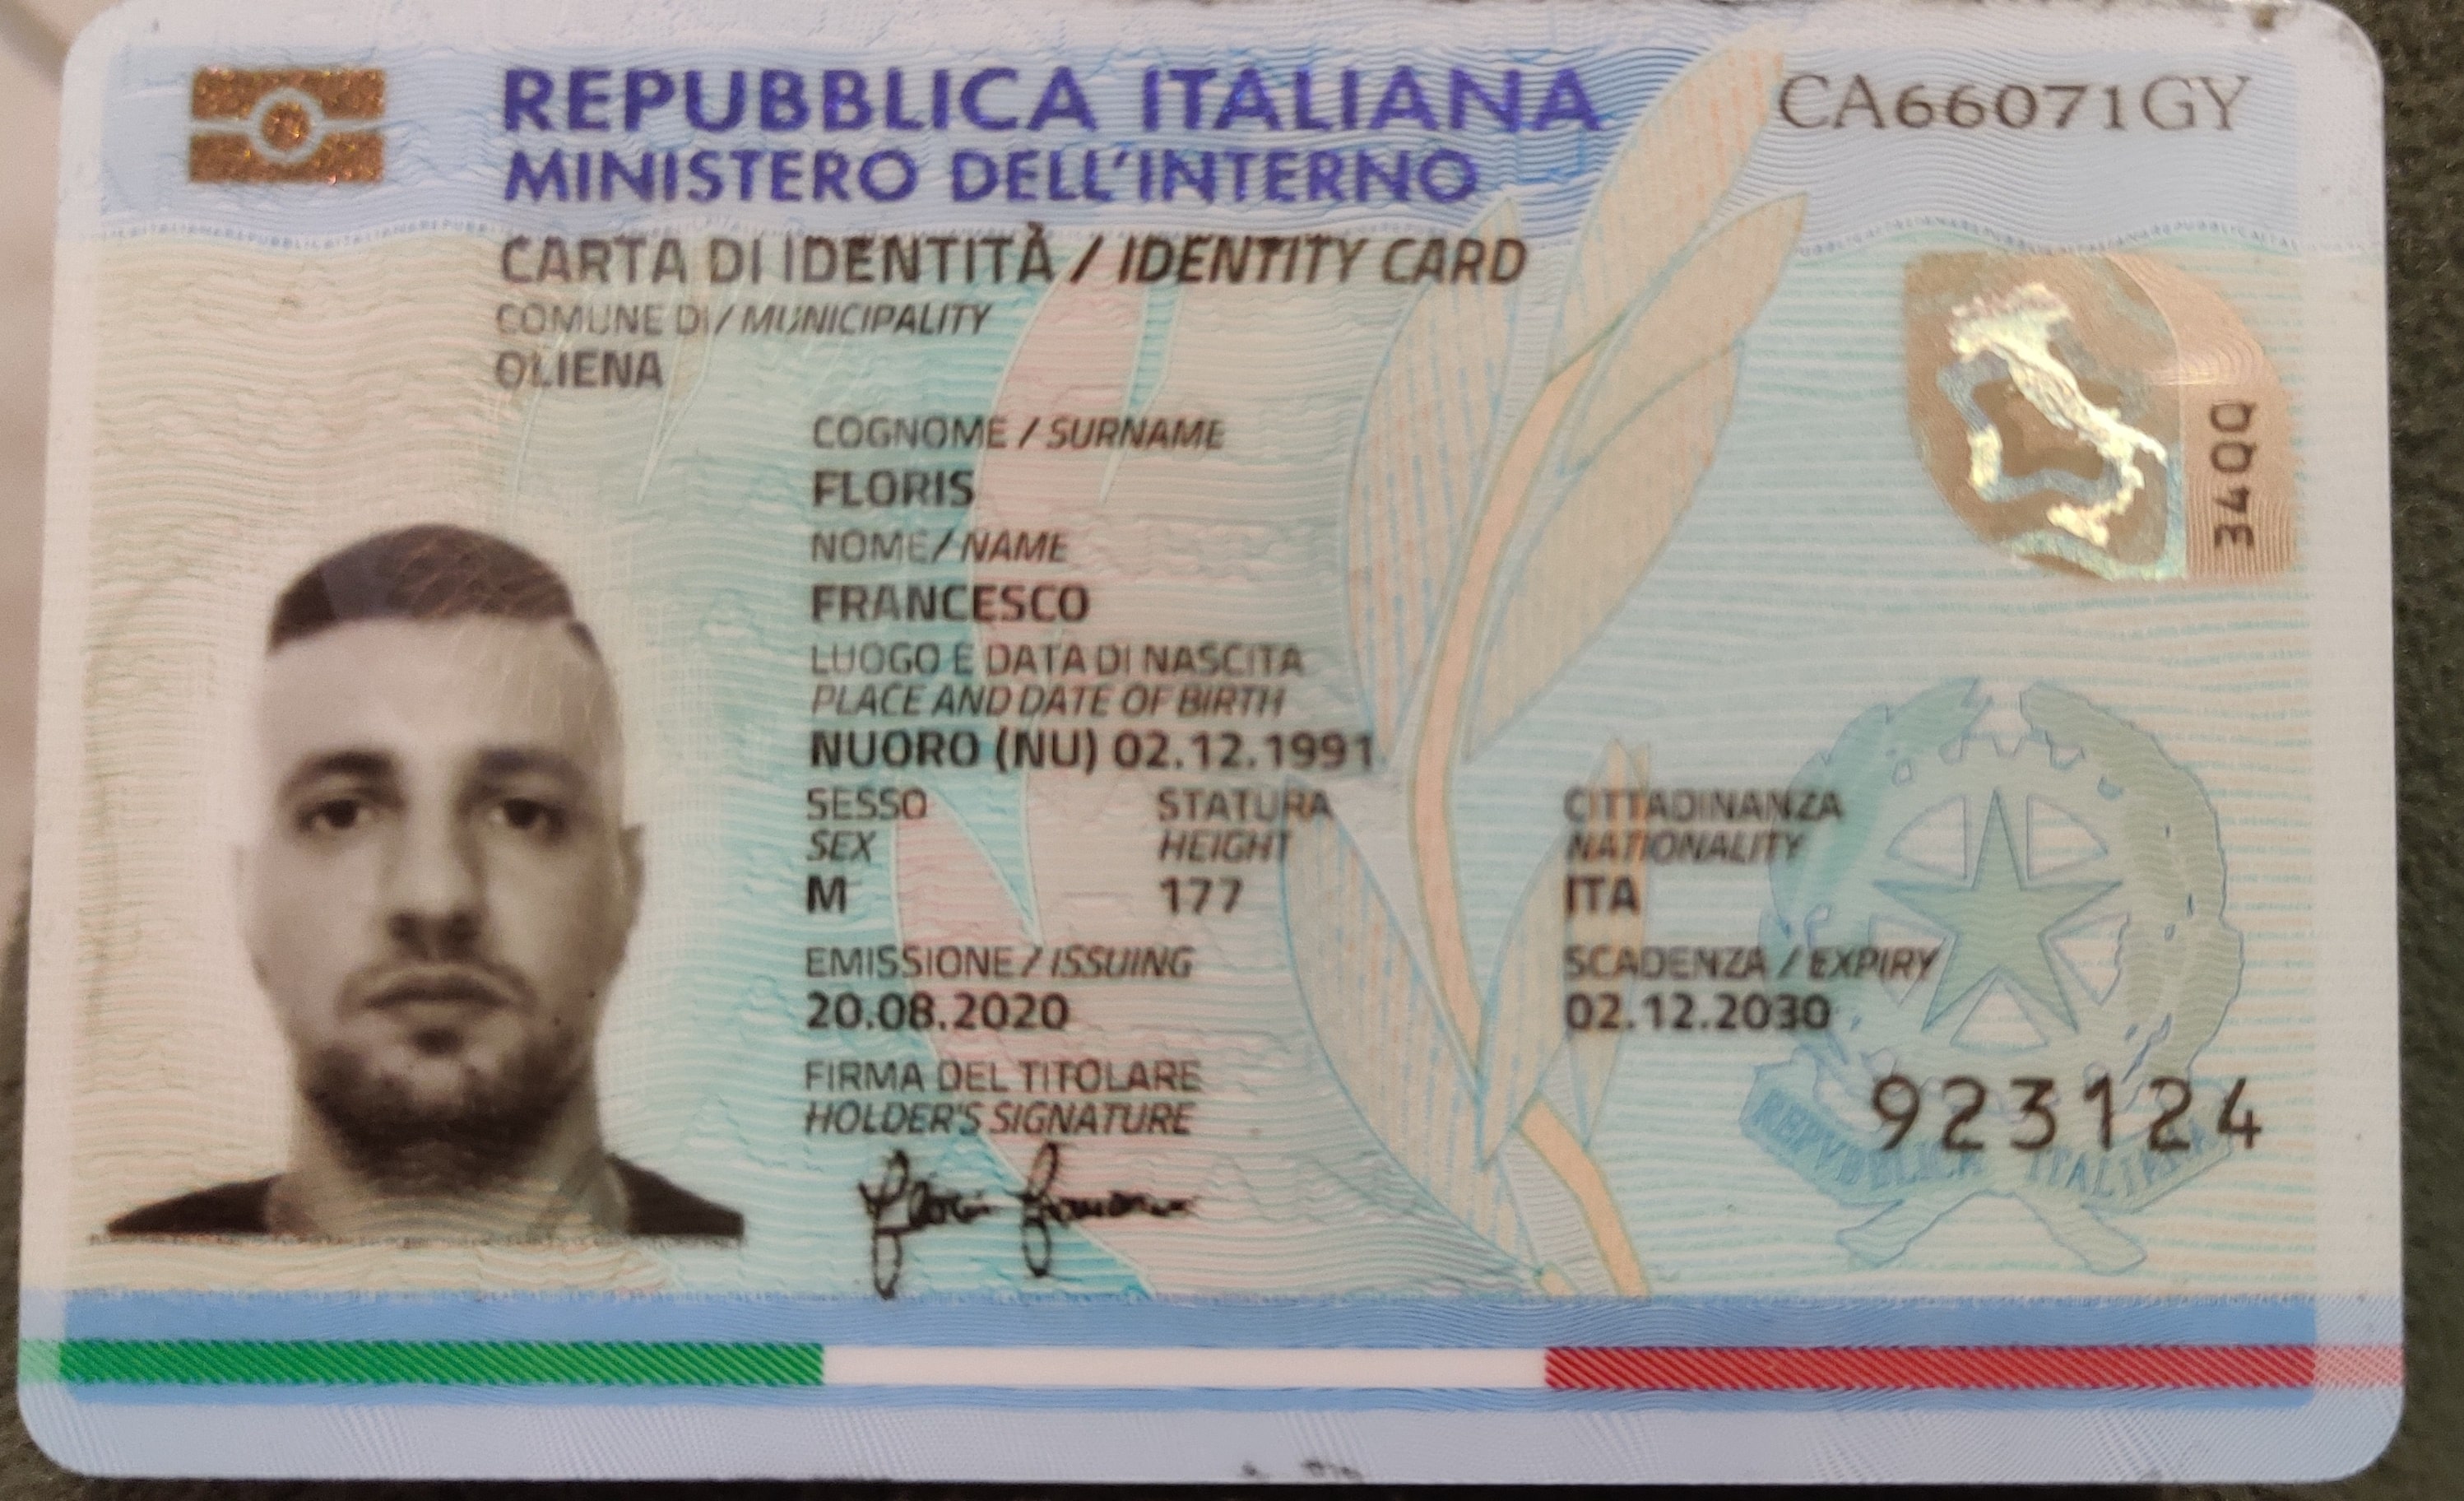 REPUBBLICA ITALIANA
CA66071GY
MINISTERO DELL'INTERNO
CARTA DI IDENTITÀ / IDENTITY CARD
COMUNE DI / MUNICIPALITY
OLIENA
COGNOME / SURNAME
FLORIS
34QQ
NOME / NAME
FRANCESCO
LUOGO E DATA DI NASCITA
PLACE AND DATE OF BIRTH
NUORO (NU) 02.12.1991
SESSO STATURA CITTADINANZA
SEX HEIGHT NATIONALITY
M 177 ITA
EMISSIONE / ISSUING SCADENZA / EXPIRY
20.08.2020 02.12.2030
FIRMA DEL TITOLARE
HOLDER'S SIGNATURE
923124
REPVBBLICA ITALIANA
Floris Francesco